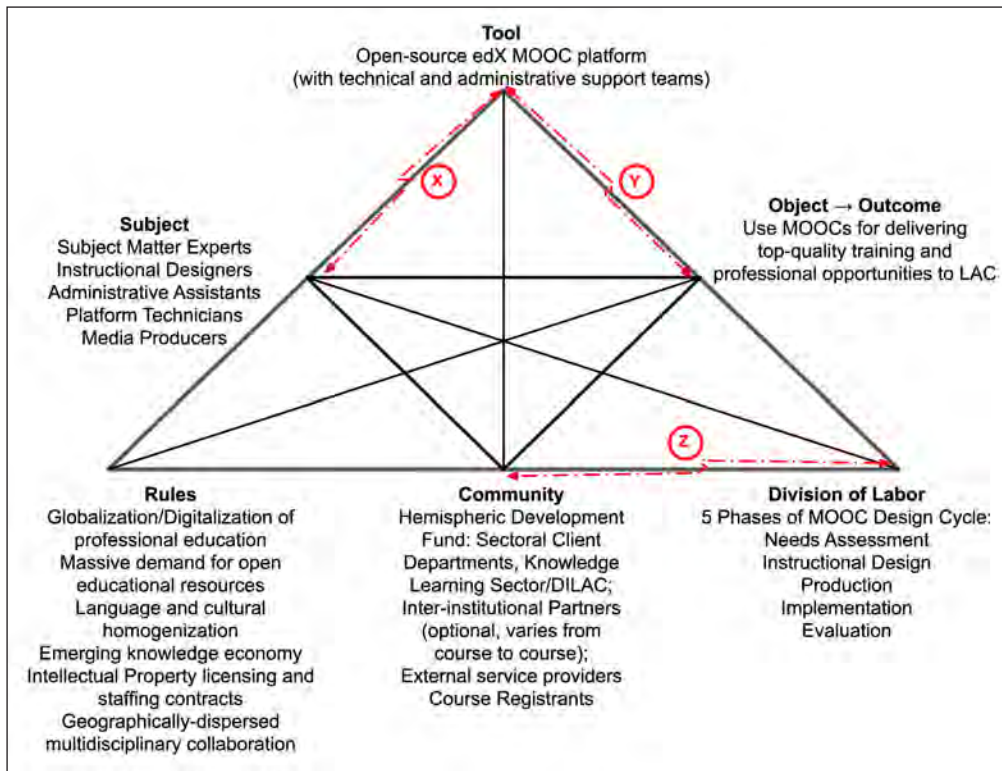 Tool
Open-source edX MOOC platform
(with technical and administrative support teams)
X
Y
Subject
Subject Matter Experts
Instructional Designers
Administrative Assistants
Platform Technicians
Media Producers
Object → Outcome
Use MOOCs for delivering
top-quality training and
professional opportunities to LAC
Z
Rules
Globalization/Digitalization of
professional education
Massive demand for open
educational resources
Language and cultural
homogenization
Emerging knowledge economy
Intellectual Property licensing and
staffing contracts
Geographically-dispersed
multidisciplinary collaboration
Community
Hemispheric Development
Fund: Sectoral Client
Departments, Knowledge
Learning Sector/DILAC;
Inter-institutional Partners
(optional, varies from
course to course);
External service providers
Course Registrants
Division of Labor
5 Phases of MOOC Design Cycle:
Needs Assessment
Instructional Design
Production
Implementation
Evaluation